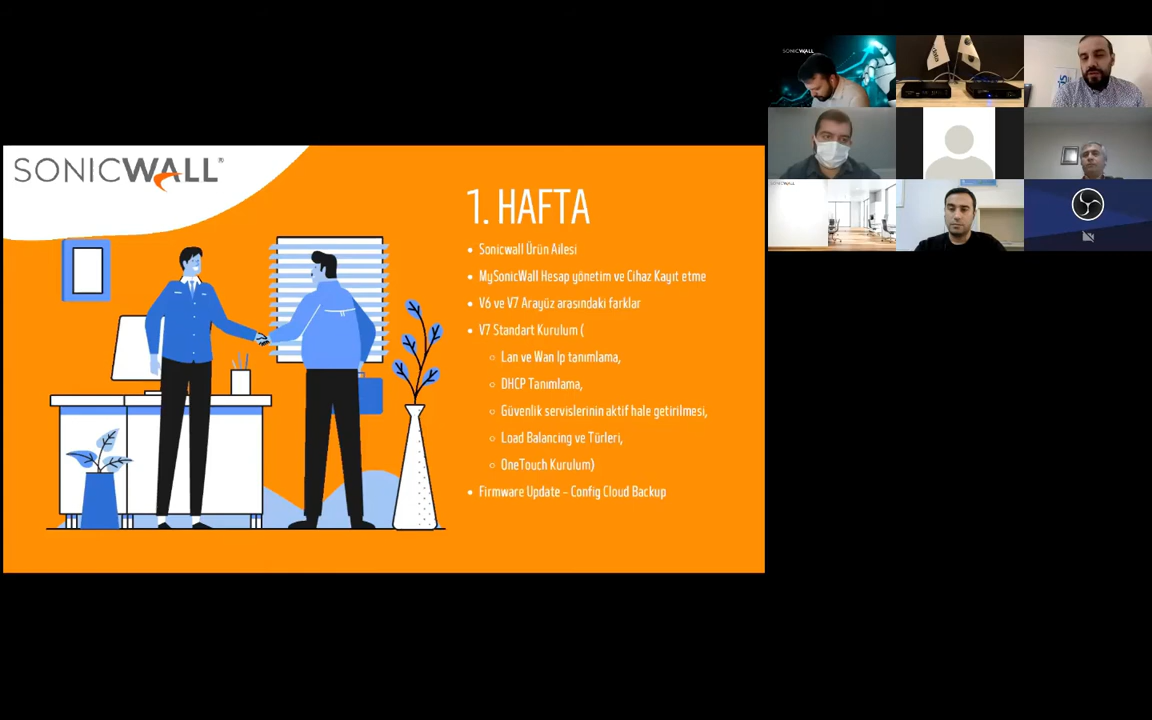 SONICWALL®
1. HAFTA
Sonicwall Ürün Ailesi
MySonicWall Hesap yönetim ve Cihaz Kayıt etme
V6 ve V7 Arayüz arasındaki farklar
V7 Standart Kurulum (
Lan ve Wan Ip tanımlama,
DHCP Tanımlama,
Güvenlik servislerinin aktif hale getirilmesi,
Load Balancing ve Türleri,
OneTouch Kurulum)
Firmware Update - Config Cloud Backup
SONICWALL
SONICWALL